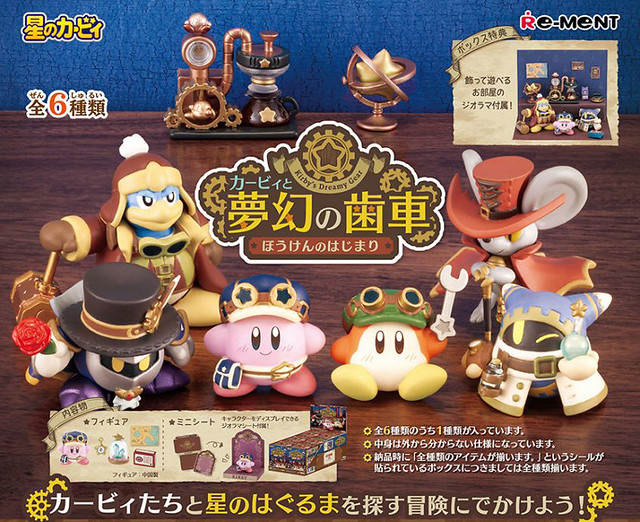 星のカービィ
Re-MENT
ボックス特典
飾って遊べる
お部屋の
ジオラマ付属!
ぜん しゅるい
全6種類
Kirby's Dreamy Gear
カービィと
夢幻の歯車
ぼうけんのはじまり
内容物
★フィギュア
フィギュア:中国製
★ミニシート
キャラクターをディスプレイできる
ジオラマシート付属!
全6種類のうち1種類が入っています。
中身は外から分からない仕様になっています。
納品時に「全種類のアイテムが揃います。」というシールが
貼られているボックスにつきましては全種類揃います。
カービィたちと星のはぐるまを探す冒険にでかけよう!